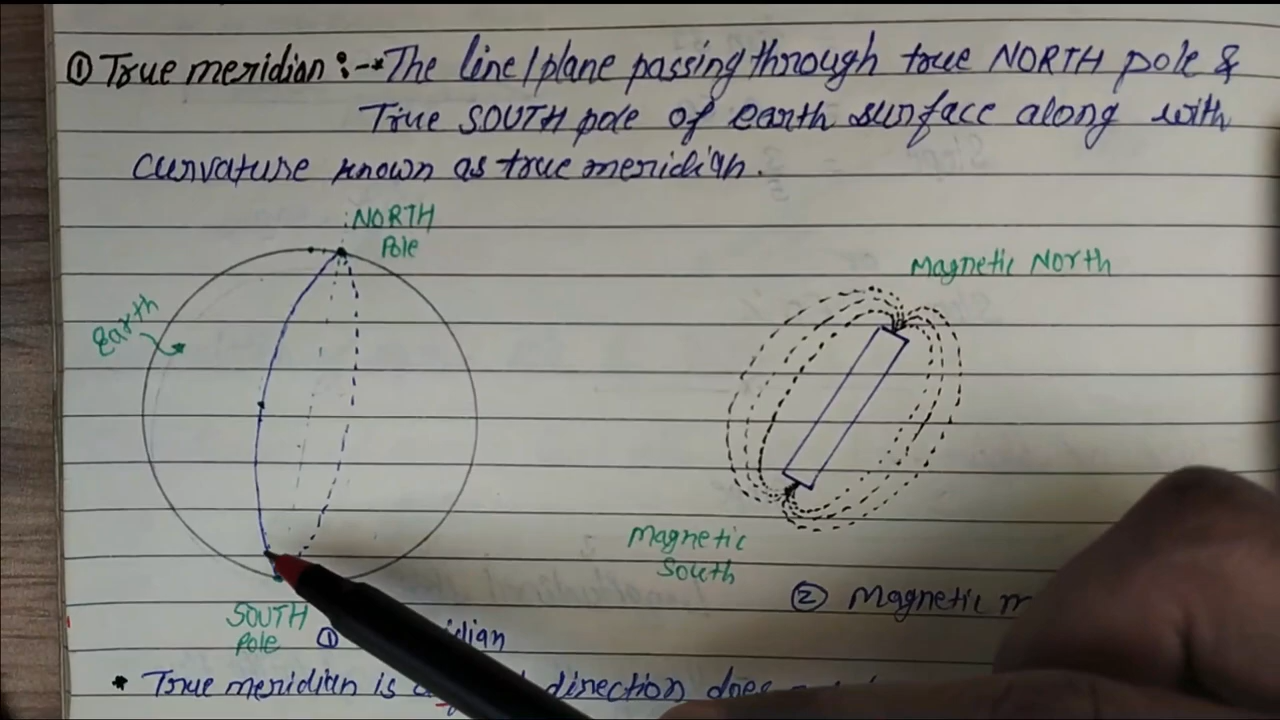 ① True meridian :-*The line/plane passing through true NORTH pole &
True SOUTH pole of earth surface along with
curvature known as true meridian.
NORTH
Pole
Earth
Magnetic North
Magnetic
South
② Magnetic m
SOUTH
Pole
① idian
* True meridian is direction does